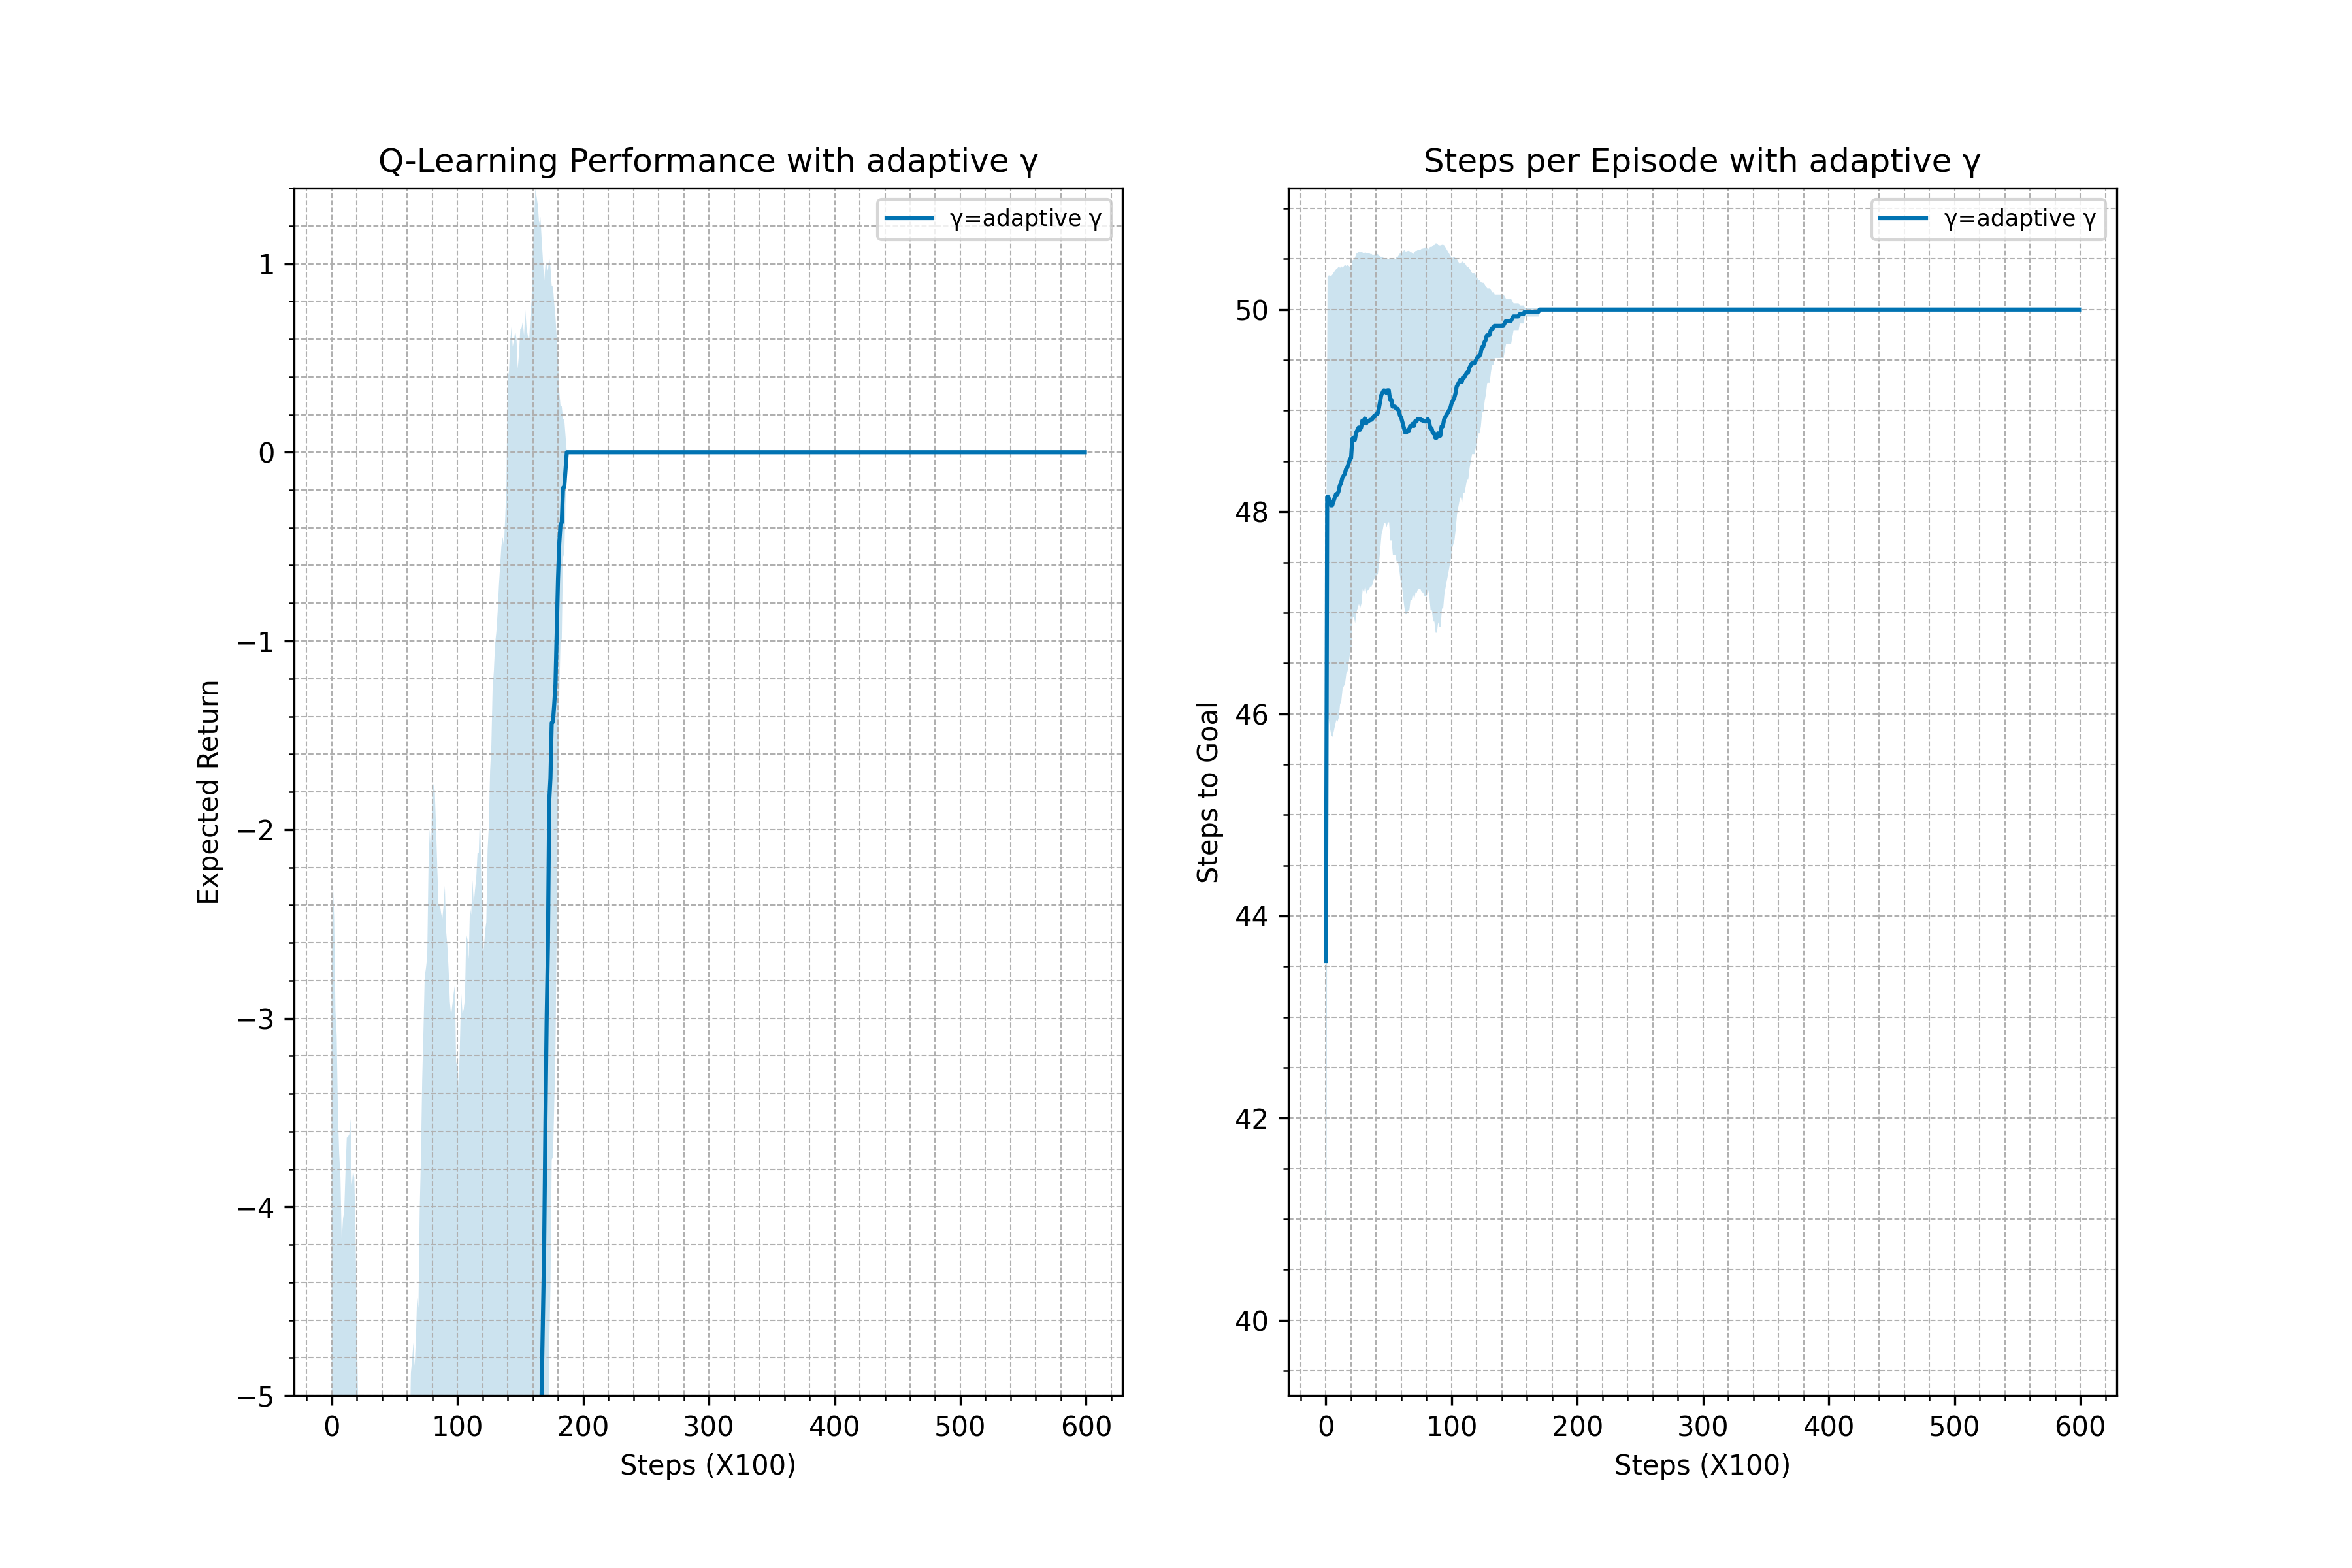 Q-Learning Performance with adaptive γ
γ=adaptive γ
1
0
−1
−2
−3
−4
−5
Expected Return
0 100 200 300 400 500 600
Steps (X100)
Steps per Episode with adaptive γ
γ=adaptive γ
50
48
46
44
42
40
Steps to Goal
0 100 200 300 400 500 600
Steps (X100)